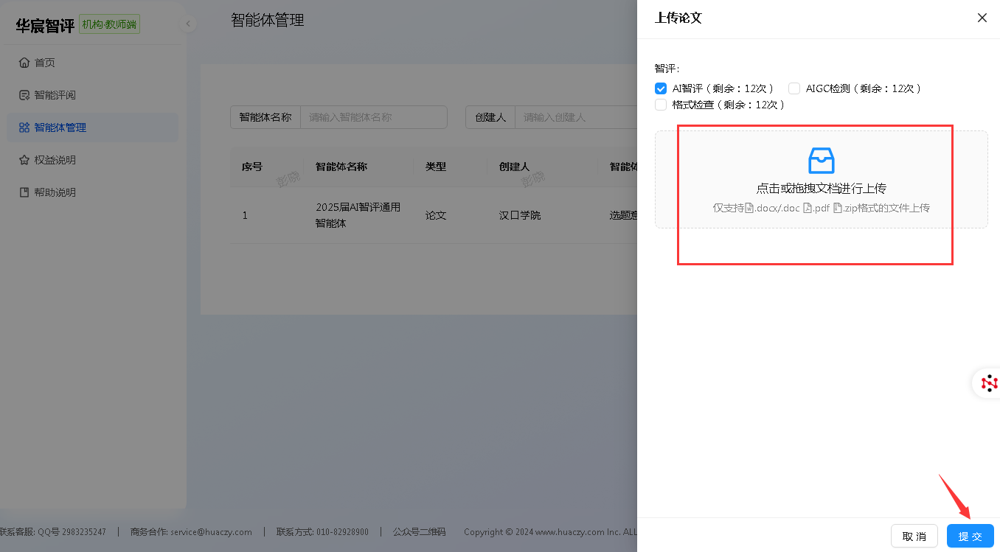 华宸智评 机构·教师端
首页
智能评阅
智能体管理
权益说明
帮助说明
智能体管理
智能体名称 请输入智能体名称 创建人 请输入创建人
序号 智能体名称 类型 创建人 智能体
彭晓 彭晓
1 2025届AI智评通用智能体 论文 汉口学院 选题意
联系客服: QQ号 2983235247 | 商务合作: service@huaczy.com | 联系方式: 010-82928900 | 公众号二维码 Copyright © 2024 www.huaczy.com Inc. ALL
上传论文
智评:
AI智评（剩余：12次） AIGC检测（剩余：12次）
格式检查（剩余：12次）
点击或拖拽文档进行上传
仅支持.docx/.doc .pdf .zip格式的文件上传
取 消 提 交